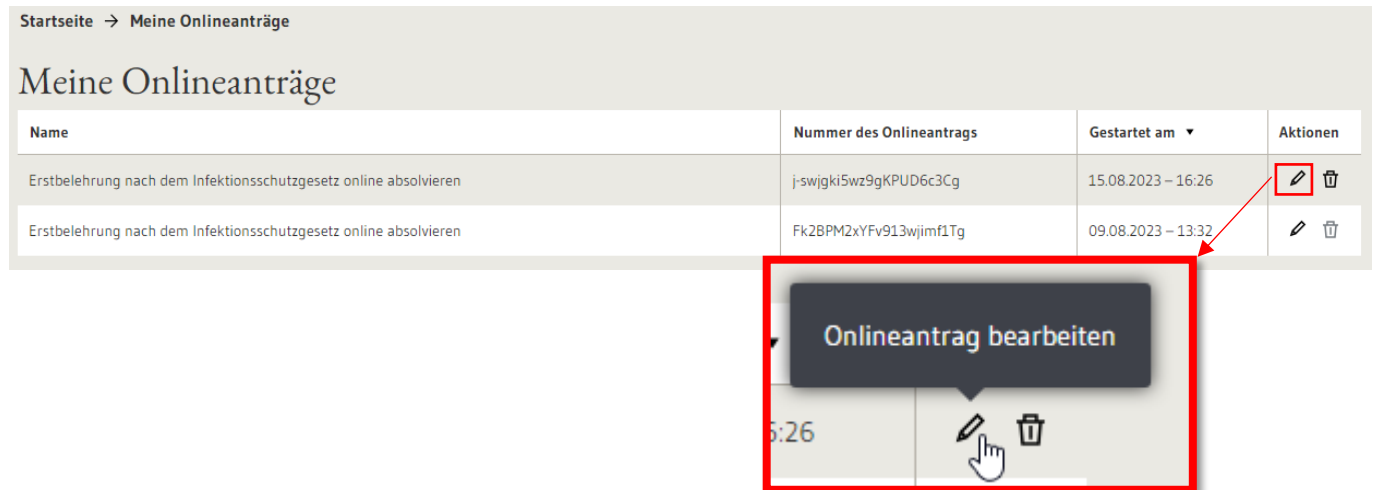 Startseite → Meine Onlineanträge
Meine Onlineanträge
Name Nummer des Onlineantrags Gestartet am ▼ Aktionen
Erstbelehrung nach dem Infektionsschutzgesetz online absolvieren j-swjgki5wz9gKPUD6c3Cg 15.08.2023 – 16:26
Erstbelehrung nach dem Infektionsschutzgesetz online absolvieren Fk2BPM2xYFv913wjimf1Tg 09.08.2023 – 13:32
Onlineantrag bearbeiten
6:26